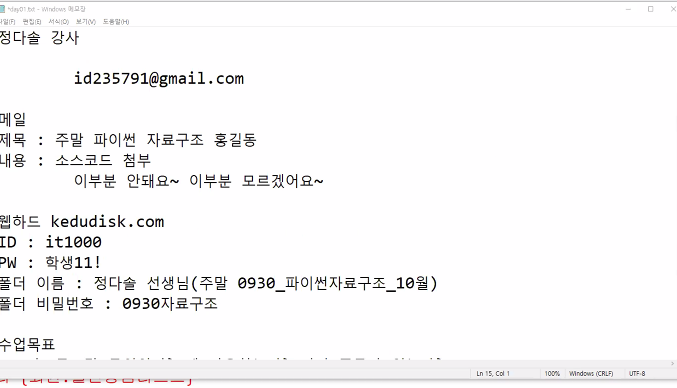 *day01.txt - Windows 메모장
파일(F) 편집(E) 서식(O) 보기(V) 도움말(H)
정다솔 강사
id235791@gmail.com
메일
제목 : 주말 파이썬 자료구조 홍길동
내용 : 소스코드 첨부
이부분 안돼요~ 이부분 모르겠어요~
웹하드 kedudisk.com
ID : it1000
PW : 학생11!
폴더 이름 : 정다솔 선생님(주말 0930_파이썬자료구조_10월)
폴더 비밀번호 : 0930자료구조
수업목표
Ln 15, Col 1 100% Windows (CRLF) UTF-8